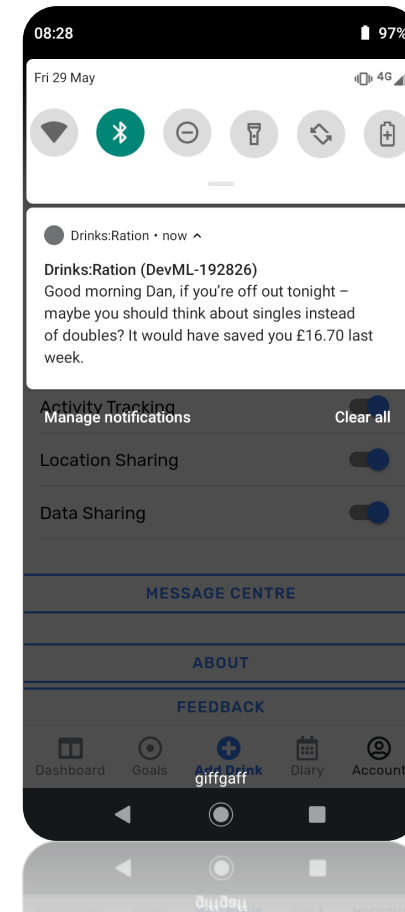 08:28 97%
Fri 29 May 4G
Drinks:Ration • now
Drinks:Ration (DevML-192826)
Good morning Dan, if you’re off out tonight –
maybe you should think about singles instead
of doubles? It would have saved you £16.70 last
week.
Activity Tracking
Manage notifications Clear all
Location Sharing
Data Sharing
MESSAGE CENTRE
ABOUT
FEEDBACK
Dashboard Goals Add Drink Diary Account
giffgaff
giffgaff